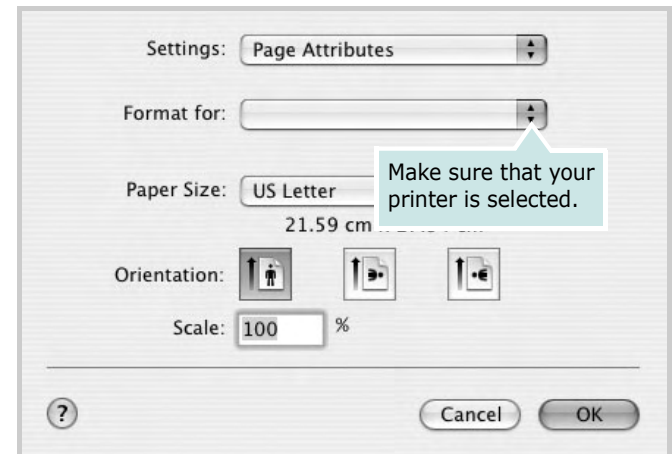 Settings: Page Attributes
Format for:
Make sure that your
printer is selected.
Paper Size: US Letter
21.59 cm
Orientation:
Scale: 100 %
? Cancel OK